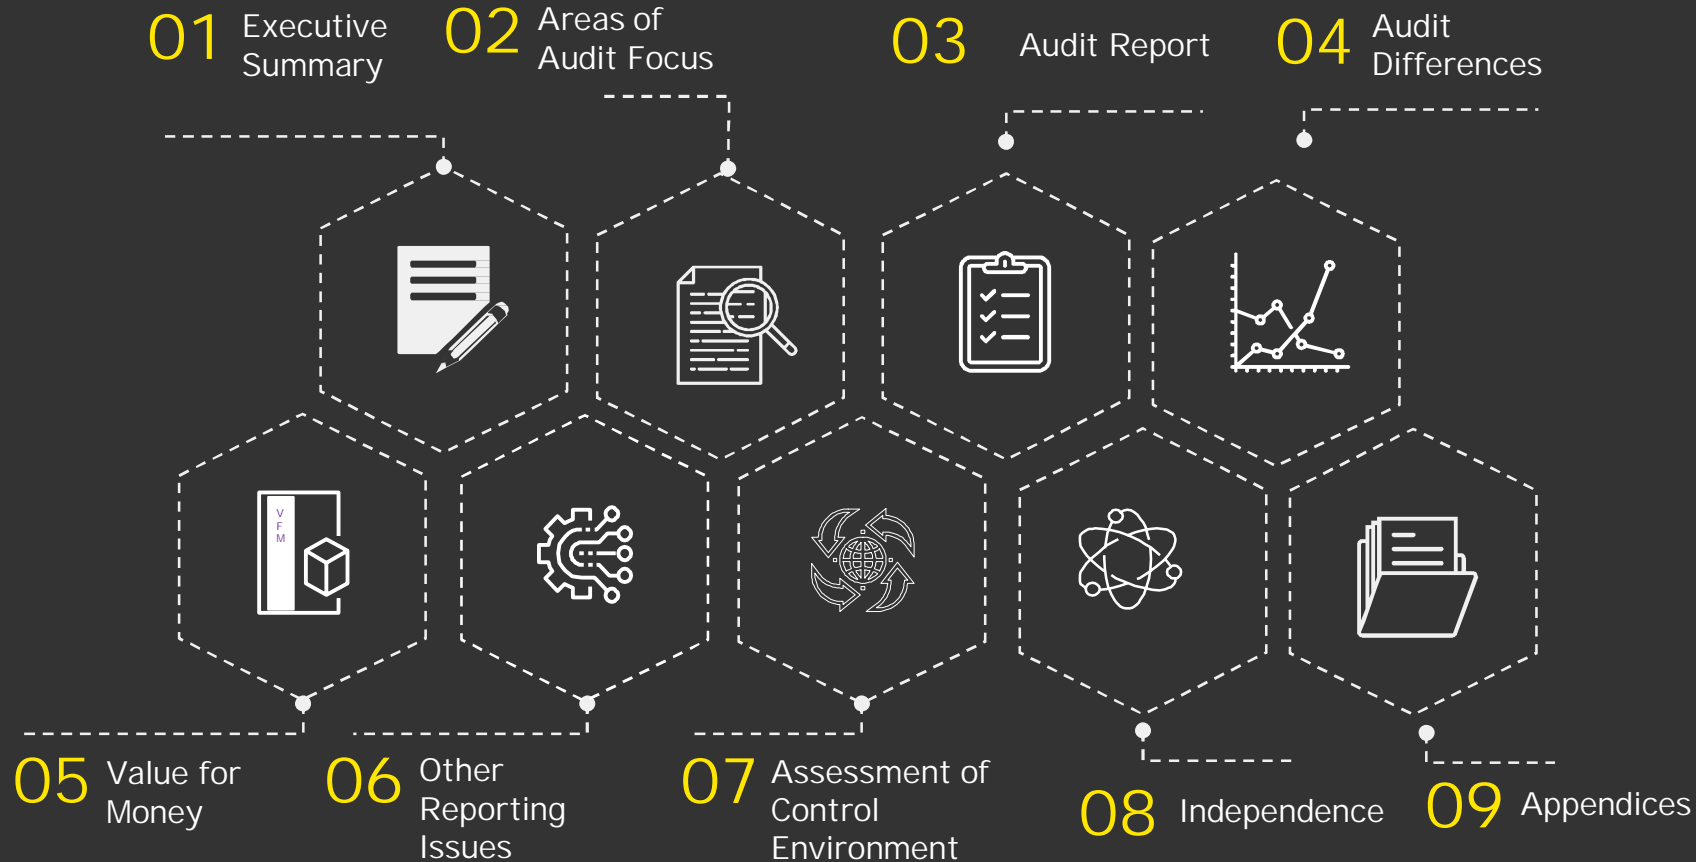 01 Executive
Summary
02 Areas of
Audit Focus
03 Audit Report
04 Audit
Differences
V
F
M
05 Value for
Money
06 Other
Reporting
Issues
07 Assessment of
Control
Environment
08 Independence
09 Appendices